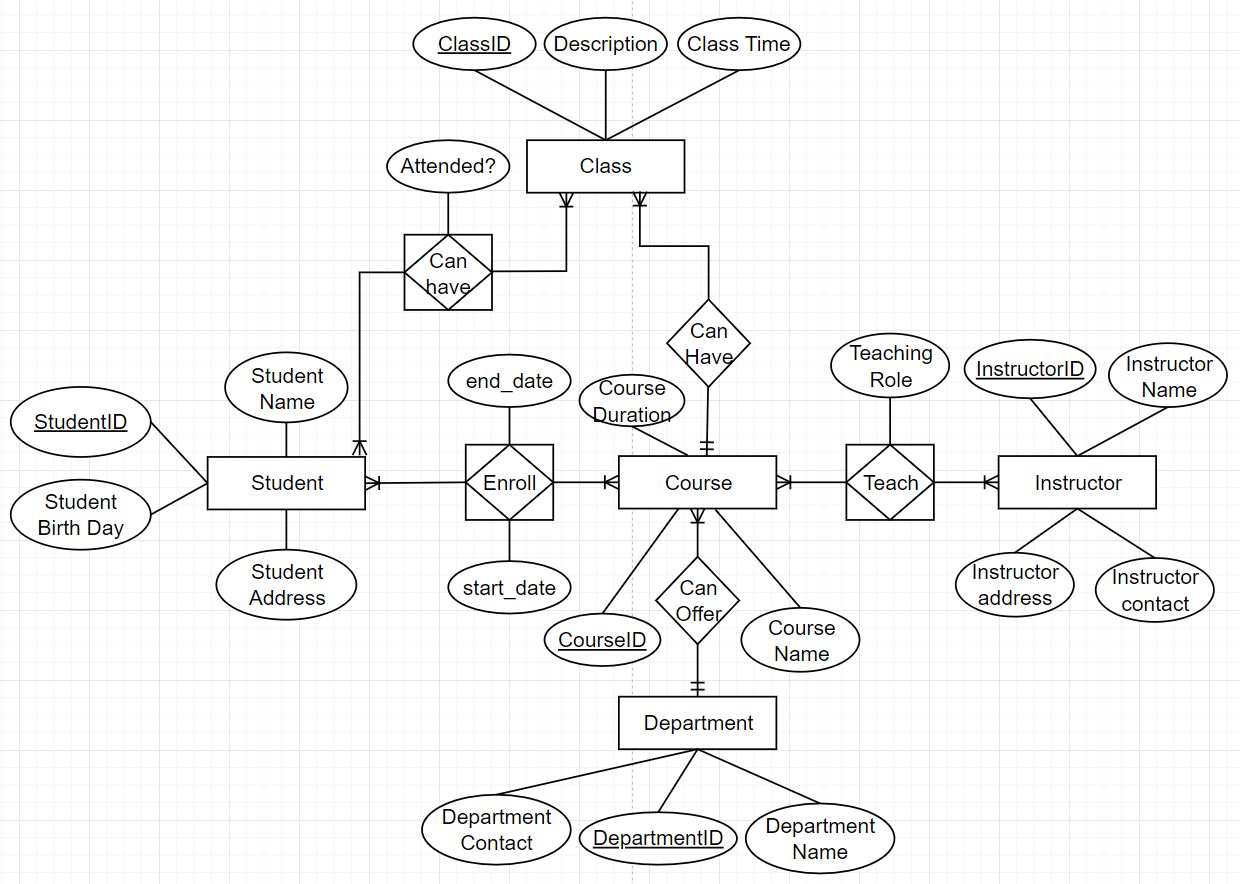 ClassID
Description
Class Time
Class
Attended?
Can
have
Can
Have
Student
Name
StudentID
Student
Birth Day
Student
Student
Address
end_date
Enroll
start_date
Course
Duration
Course
CourseID
Can
Offer
Course
Name
Teaching
Role
Teach
InstructorID
Instructor
Name
Instructor
Instructor
address
Instructor
contact
Department
Department
Contact
DepartmentID
Department
Name